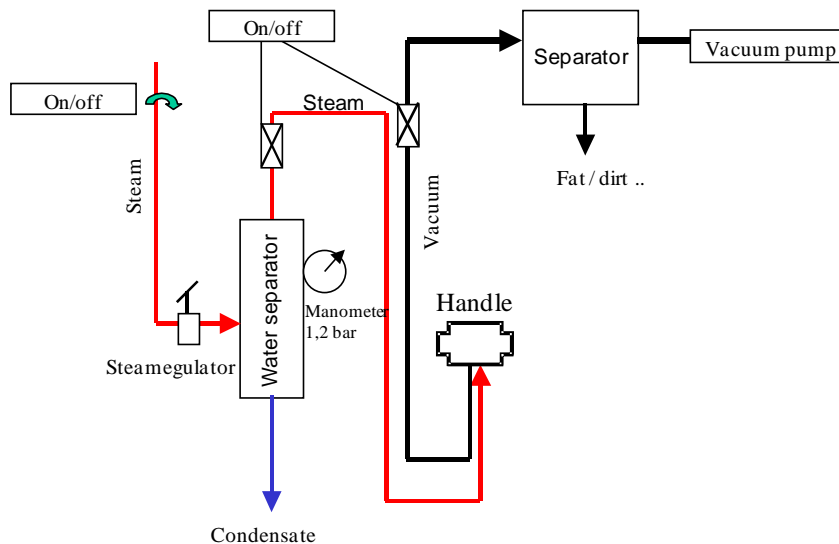 On/off
Separator
Vacuum pump
On/off
Steam
Fat / dirt ..
Steam
Vacuum
Water separator
Handle
Manometer
1,2 bar
Steamegulator
Condensate